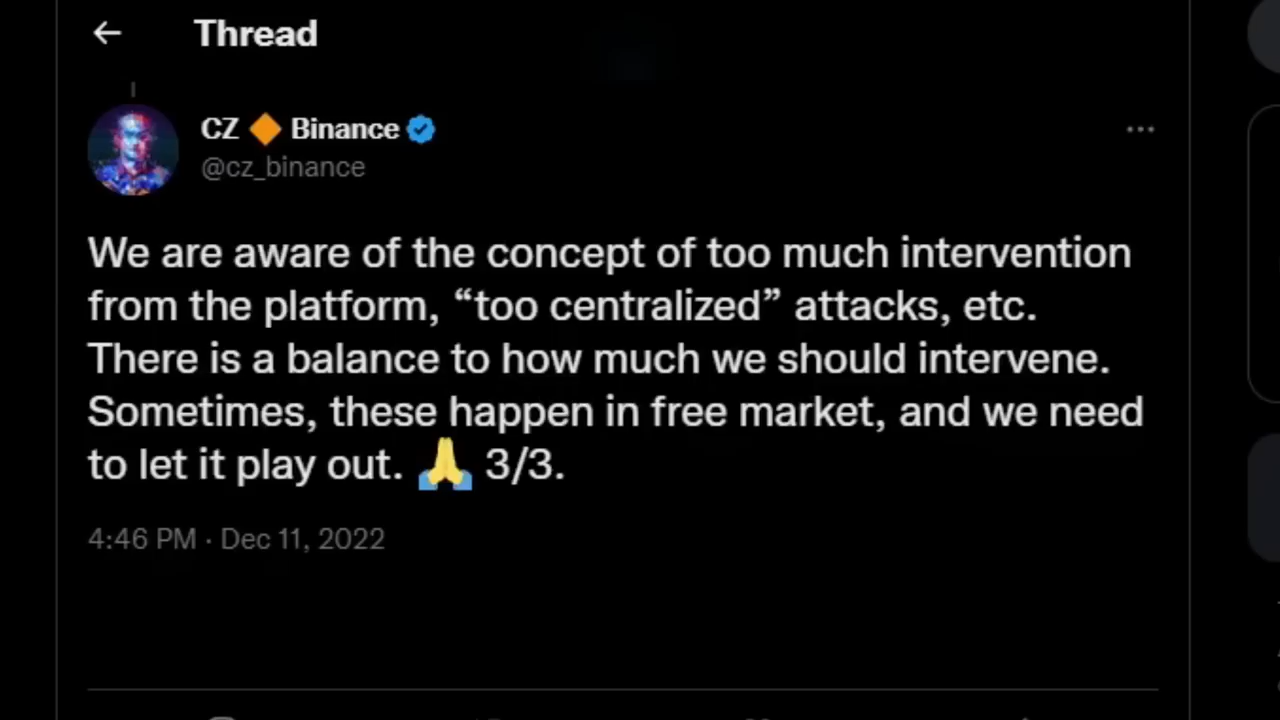 Thread
CZ 🔶 Binance
@cz_binance
We are aware of the concept of too much intervention
from the platform, “too centralized” attacks, etc.
There is a balance to how much we should intervene.
Sometimes, these happen in free market, and we need
to let it play out. 🙏 3/3.
4:46 PM · Dec 11, 2022